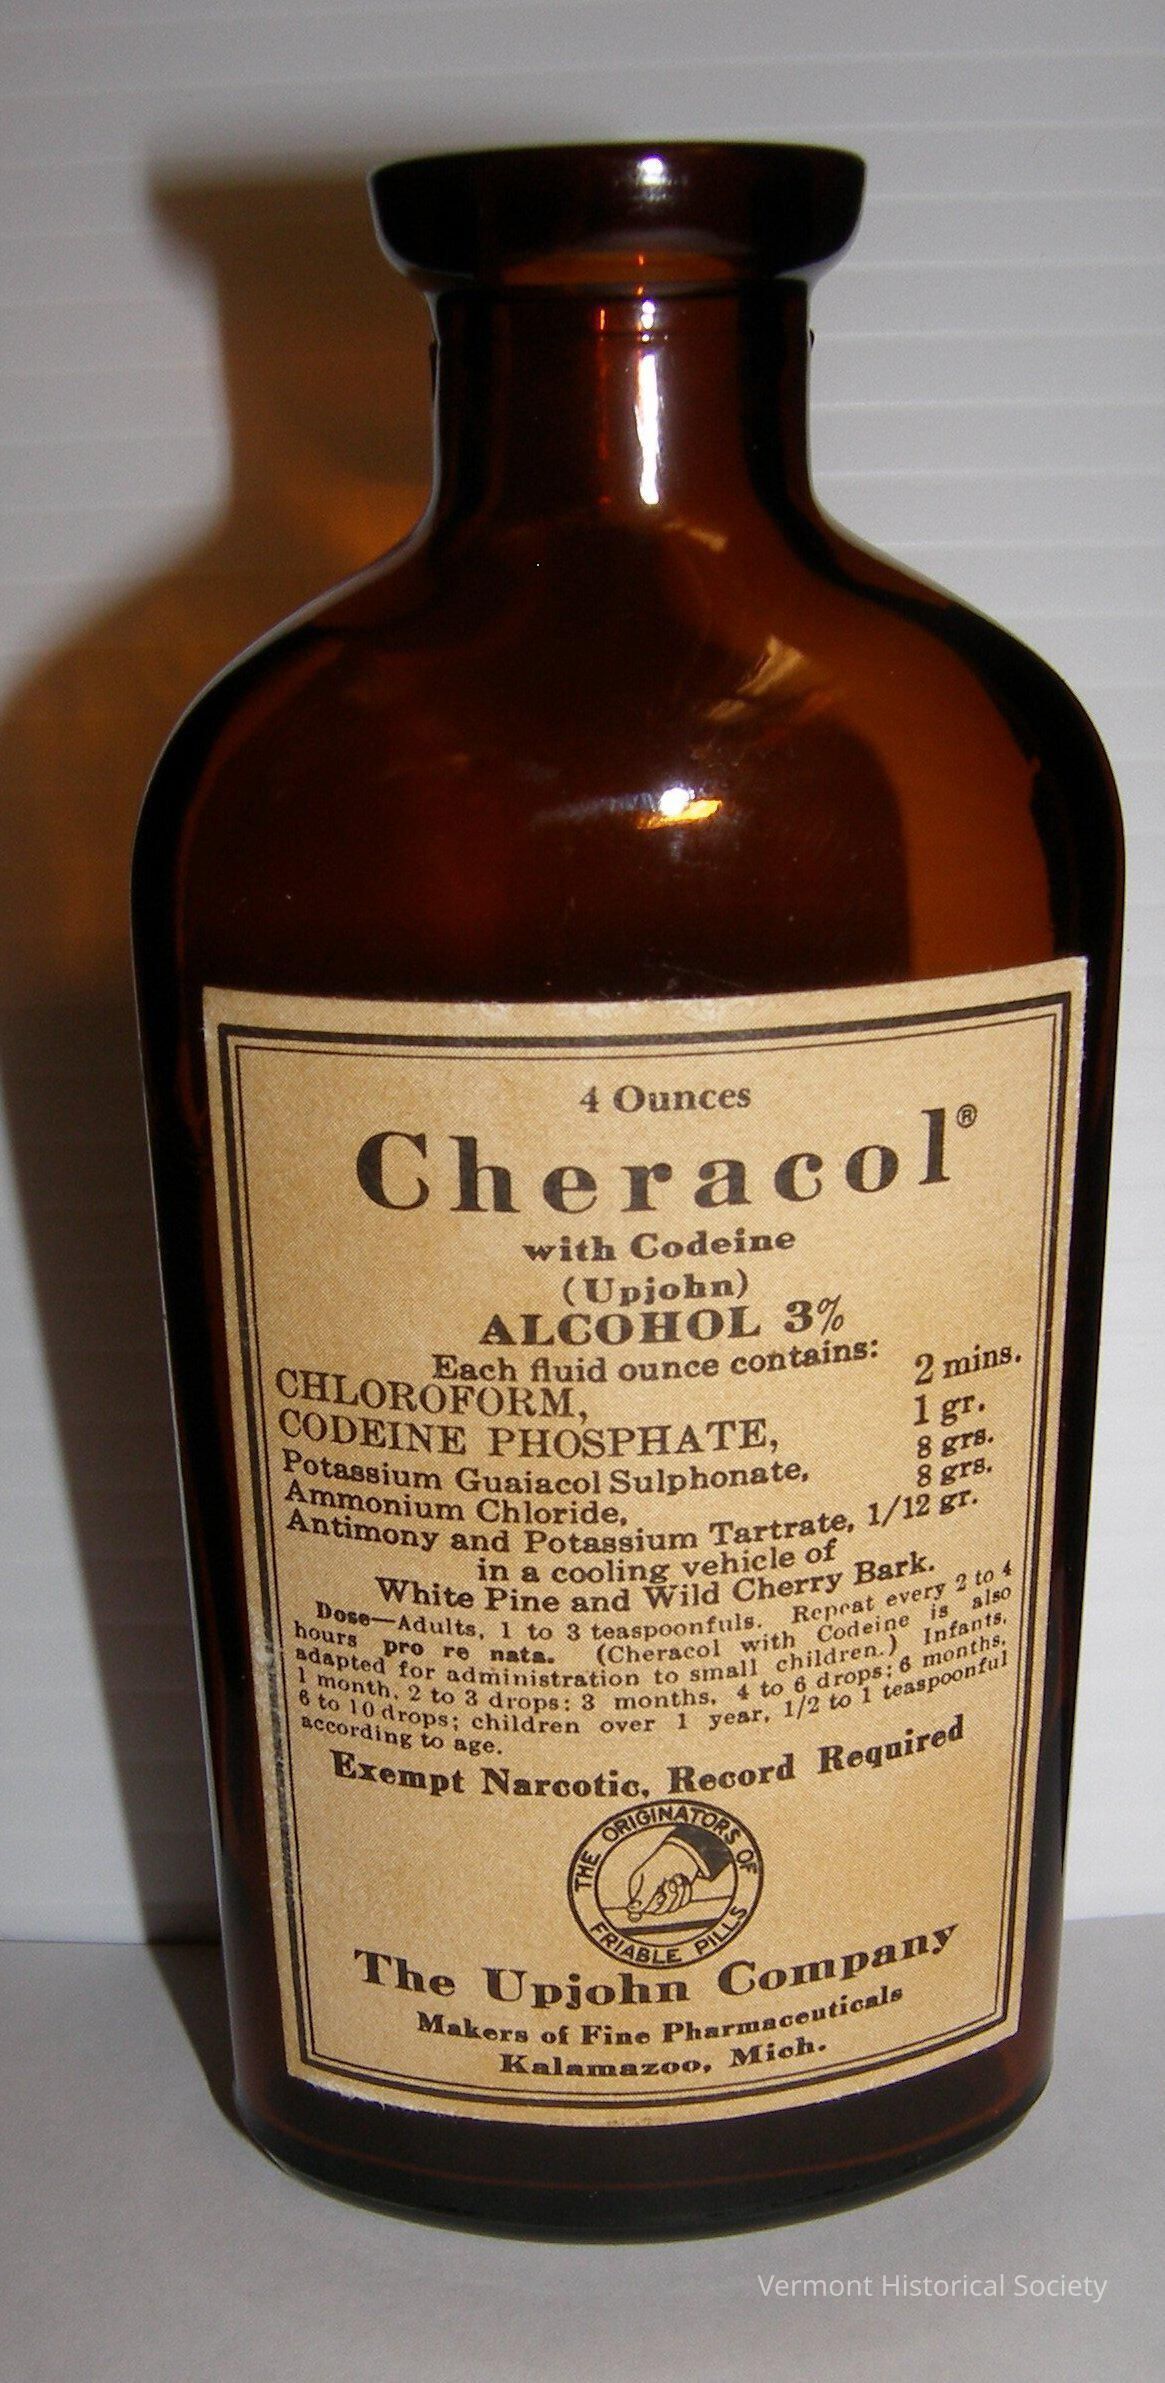 4 Ounces
Cheracol®
with Codeine
(Upjohn)
ALCOHOL 3%
Each fluid ounce contains:
CHLOROFORM, 2 mins.
CODEINE PHOSPHATE, 1 gr.
Potassium Guaiacol Sulphonate, 8 grs.
Ammonium Chloride, 8 grs.
Antimony and Potassium Tartrate, 1/12 gr.
in a cooling vehicle of
White Pine and Wild Cherry Bark.
Dose—Adults, 1 to 3 teaspoonfuls. Repeat every 2 to 4
hours pro re nata. (Cheracol with Codeine is also
adapted for administration to small children.) Infants,
1 month, 2 to 3 drops; 3 months, 4 to 6 drops; 6 months,
6 to 10 drops; children over 1 year, 1/2 to 1 teaspoonful
according to age.
Exempt Narcotic, Record Required
THE ORIGINATORS OF
FRIABLE PILLS
The Upjohn Company
Makers of Fine Pharmaceuticals
Kalamazoo, Mich.
Vermont Historical Society